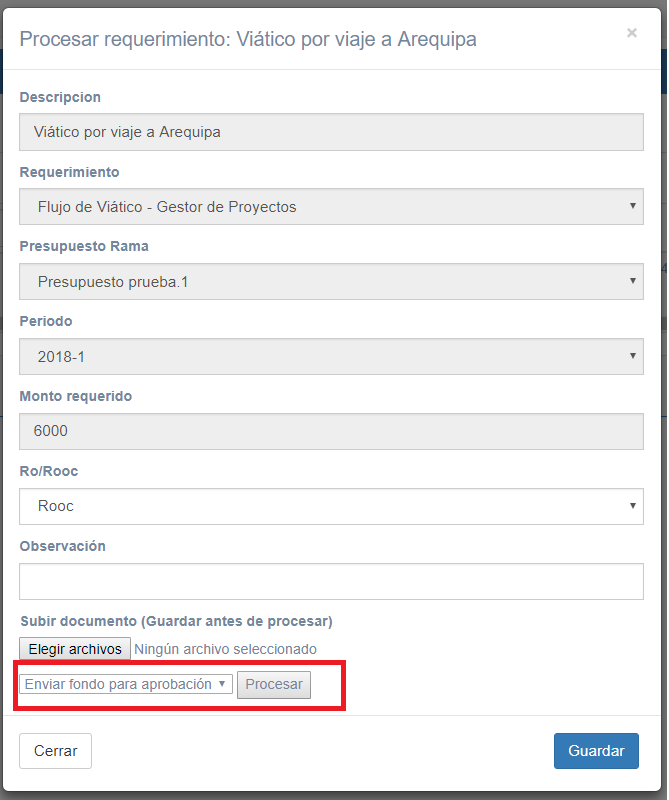 Procesar requerimiento: Viático por viaje a Arequipa ×
Descripcion
Viático por viaje a Arequipa
Requerimiento
Flujo de Viático - Gestor de Proyectos
Presupuesto Rama
Presupuesto prueba.1
Periodo
2018-1
Monto requerido
6000
Ro/Rooc
Rooc
Observación
Subir documento (Guardar antes de procesar)
Elegir archivos Ningún archivo seleccionado
Enviar fondo para aprobación Procesar
Cerrar Guardar